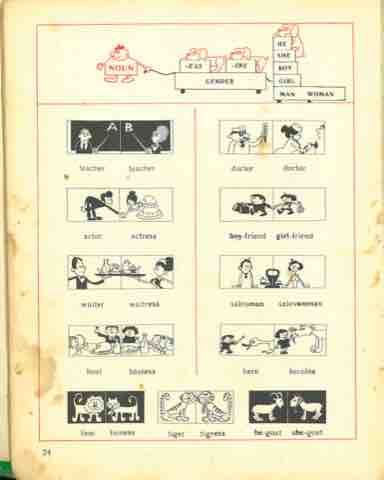 NOUN
-ESS
-INE
GENDER
HE
SHE
BOY
GIRL
MAN WOMAN
A B
teacher teacher
doctor doctor
actor actress
boy-friend girl-friend
waiter waitress
salesman saleswoman
host hostess
hero heroine
lion lioness
tiger tigress
he-goat she-goat
24